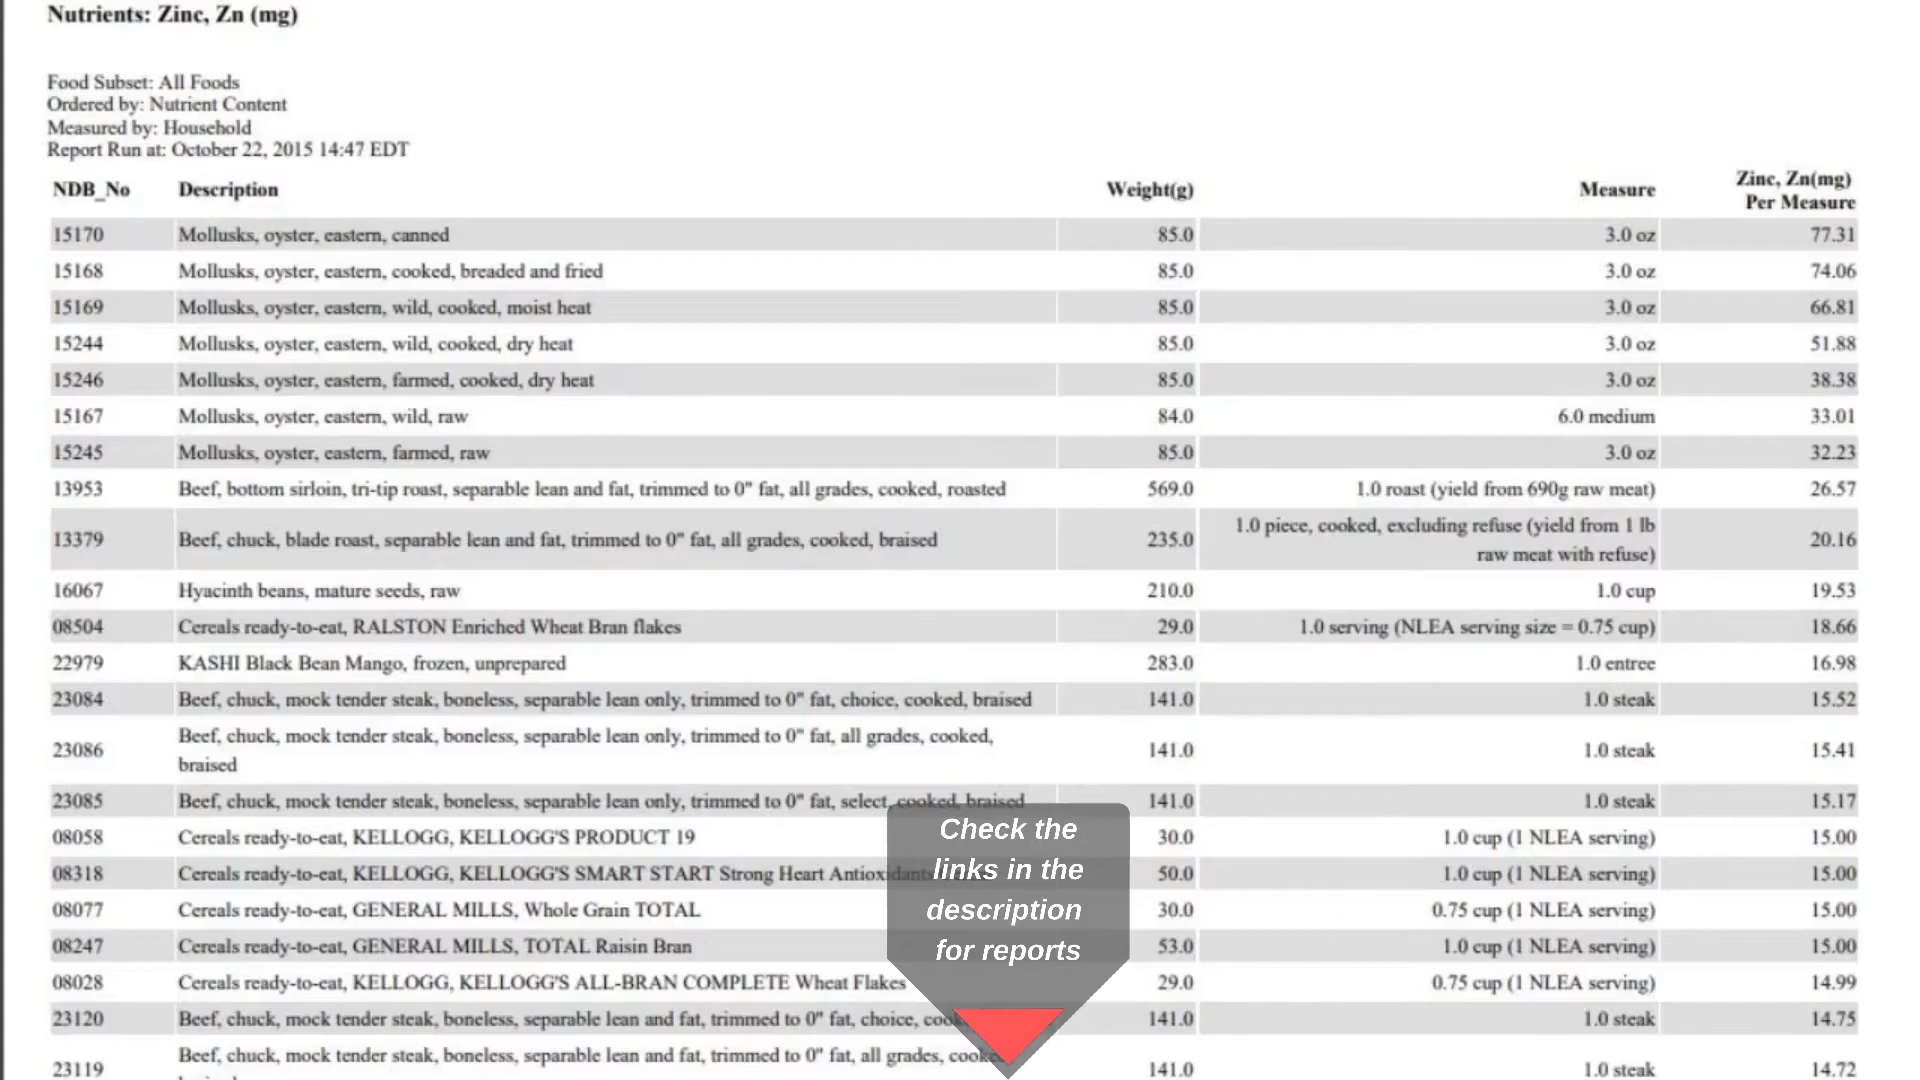 Nutrients: Zinc, Zn (mg)
Food Subset: All Foods
Ordered by: Nutrient Content
Measured by: Household
Report Run at: October 22, 2015 14:47 EDT
NDB_No Description Weight(g) Measure Zinc, Zn(mg) Per Measure
15170 Mollusks, oyster, eastern, canned 85.0 3.0 oz 77.31
15168 Mollusks, oyster, eastern, cooked, breaded and fried 85.0 3.0 oz 74.06
15169 Mollusks, oyster, eastern, wild, cooked, moist heat 85.0 3.0 oz 66.81
15244 Mollusks, oyster, eastern, wild, cooked, dry heat 85.0 3.0 oz 51.88
15246 Mollusks, oyster, eastern, farmed, cooked, dry heat 85.0 3.0 oz 38.38
15167 Mollusks, oyster, eastern, wild, raw 84.0 6.0 medium 33.01
15245 Mollusks, oyster, eastern, farmed, raw 85.0 3.0 oz 32.23
13953 Beef, bottom sirloin, tri-tip roast, separable lean and fat, trimmed to 0" fat, all grades, cooked, roasted 569.0 1.0 roast (yield from 690g raw meat) 26.57
13379 Beef, chuck, blade roast, separable lean and fat, trimmed to 0" fat, all grades, cooked, braised 235.0 1.0 piece, cooked, excluding refuse (yield from 1 lb raw meat with refuse) 20.16
16067 Hyacinth beans, mature seeds, raw 210.0 1.0 cup 19.53
08504 Cereals ready-to-eat, RALSTON Enriched Wheat Bran flakes 29.0 1.0 serving (NLEA serving size = 0.75 cup) 18.66
22979 KASHI Black Bean Mango, frozen, unprepared 283.0 1.0 entree 16.98
23084 Beef, chuck, mock tender steak, boneless, separable lean only, trimmed to 0" fat, choice, cooked, braised 141.0 1.0 steak 15.52
23086 Beef, chuck, mock tender steak, boneless, separable lean only, trimmed to 0" fat, all grades, cooked, braised 141.0 1.0 steak 15.41
23085 Beef, chuck, mock tender steak, boneless, separable lean only, trimmed to 0" fat, select, cooked, braised 141.0 1.0 steak 15.17
08058 Cereals ready-to-eat, KELLOGG, KELLOGG'S PRODUCT 19 30.0 1.0 cup (1 NLEA serving) 15.00
08318 Cereals ready-to-eat, KELLOGG, KELLOGG'S SMART START Strong Heart Antioxidants 50.0 1.0 cup (1 NLEA serving) 15.00
08077 Cereals ready-to-eat, GENERAL MILLS, Whole Grain TOTAL 30.0 0.75 cup (1 NLEA serving) 15.00
08247 Cereals ready-to-eat, GENERAL MILLS, TOTAL Raisin Bran 53.0 1.0 cup (1 NLEA serving) 15.00
08028 Cereals ready-to-eat, KELLOGG, KELLOGG'S ALL-BRAN COMPLETE Wheat Flakes 29.0 0.75 cup (1 NLEA serving) 14.99
23120 Beef, chuck, mock tender steak, boneless, separable lean and fat, trimmed to 0" fat, choice, 141.0 1.0 steak 14.75
23119 Beef, chuck, mock tender steak, boneless, separable lean and fat, trimmed to 0" fat, all grades, 141.0 1.0 steak 14.72
Check the
links in the
description
for reports